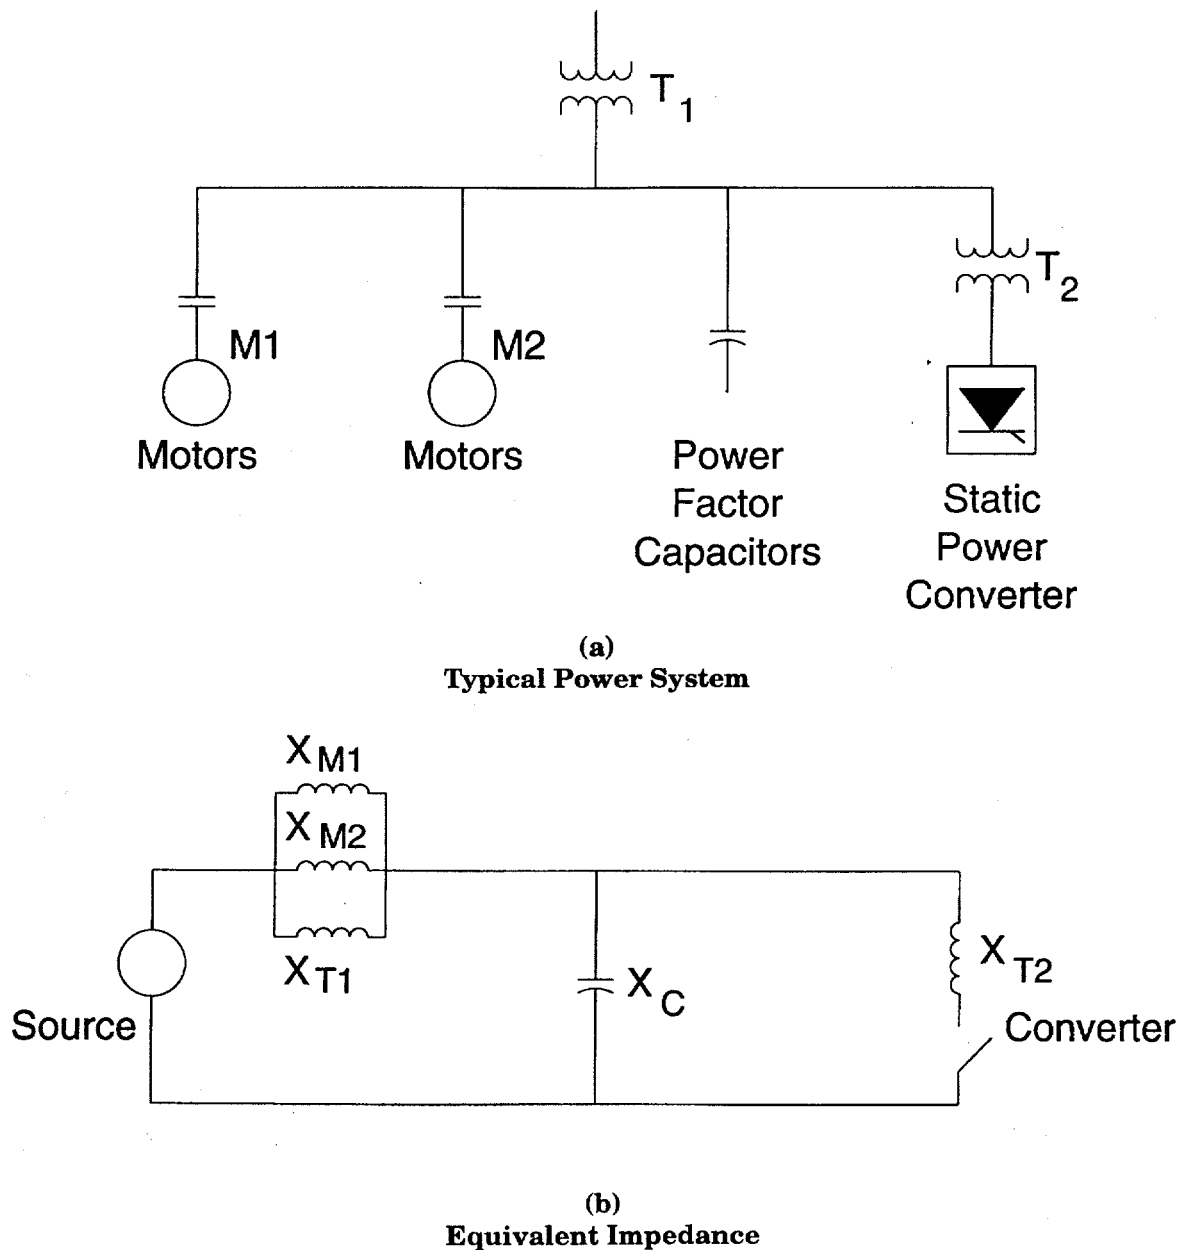 T1
T2
M1
M2
Motors
Motors
Power
Factor
Capacitors
Static
Power
Converter
(a)
Typical Power System
XM1
XM2
XT1
Source
XC
XT2
Converter
(b)
Equivalent Impedance